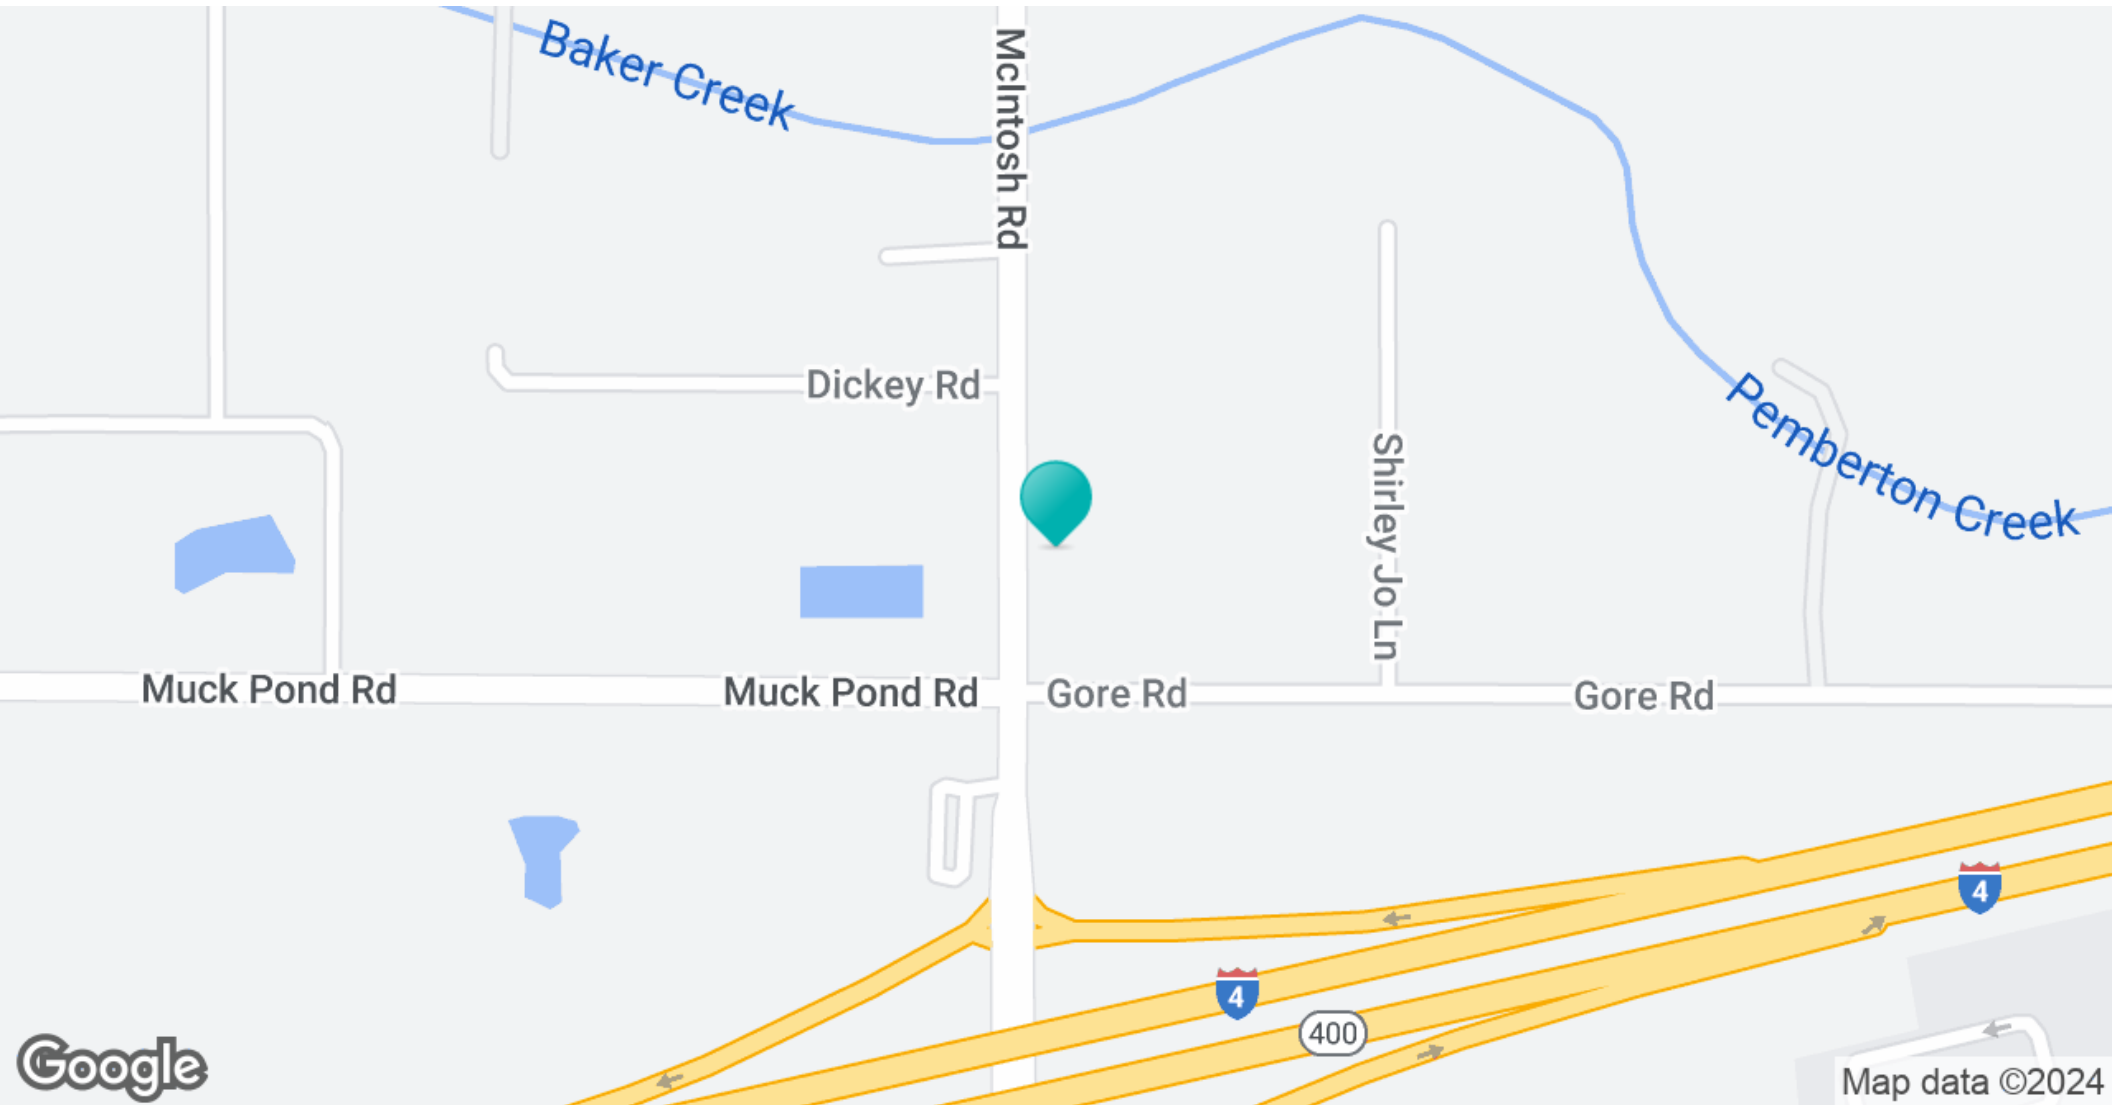 Baker Creek
McIntosh Rd
Dickey Rd
Shirley Jo Ln
Pemberton Creek
Muck Pond Rd
Muck Pond Rd
Gore Rd
Gore Rd
4
4
400
Google
Map data ©2024